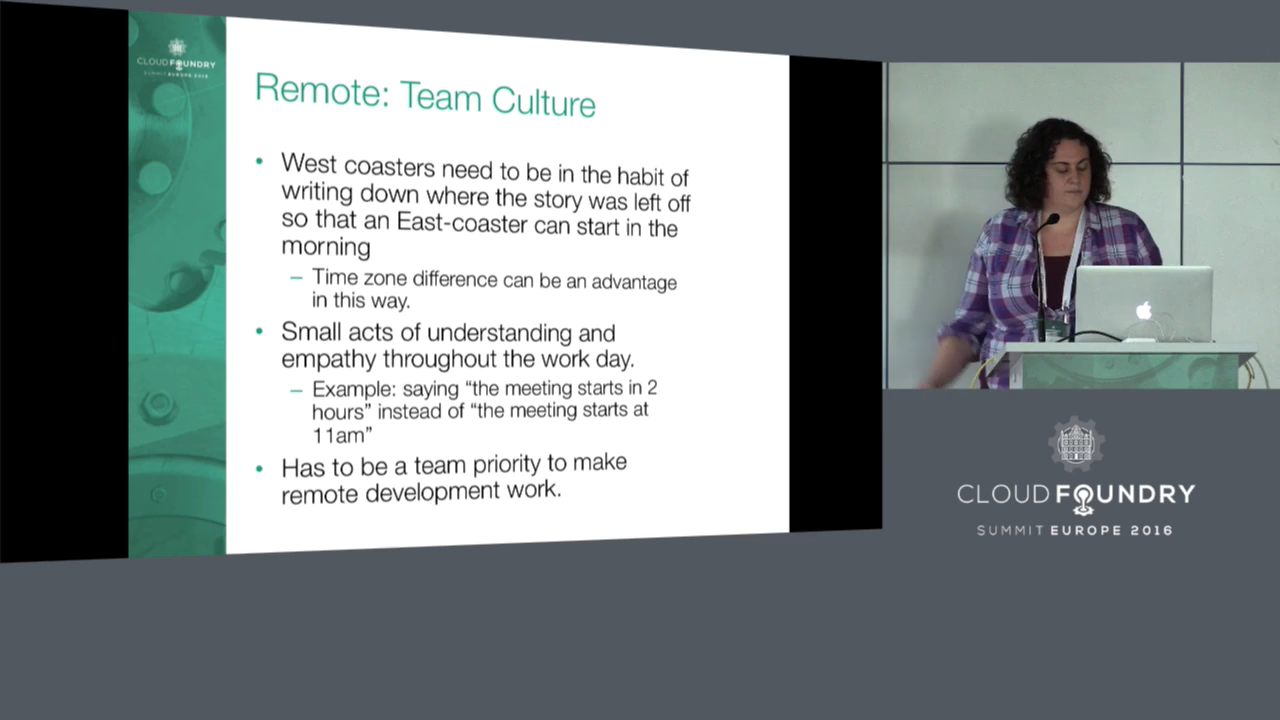 CLOUD FOUNDRY
SUMMIT EUROPE 2016
Remote: Team Culture
• West coasters need to be in the habit of
writing down where the story was left off
so that an East-coaster can start in the
morning
– Time zone difference can be an advantage
in this way.
• Small acts of understanding and
empathy throughout the work day.
– Example: saying “the meeting starts in 2
hours” instead of “the meeting starts at
11am”
• Has to be a team priority to make
remote development work.
CLOUD FOUNDRY
SUMMIT EUROPE 2016